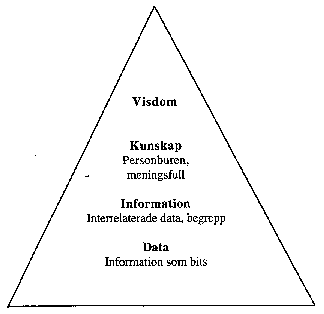 Visdom
Kunskap
Personburen,
meningsfull
Information
Interrelaterade data, begrepp
Data
Information som bits